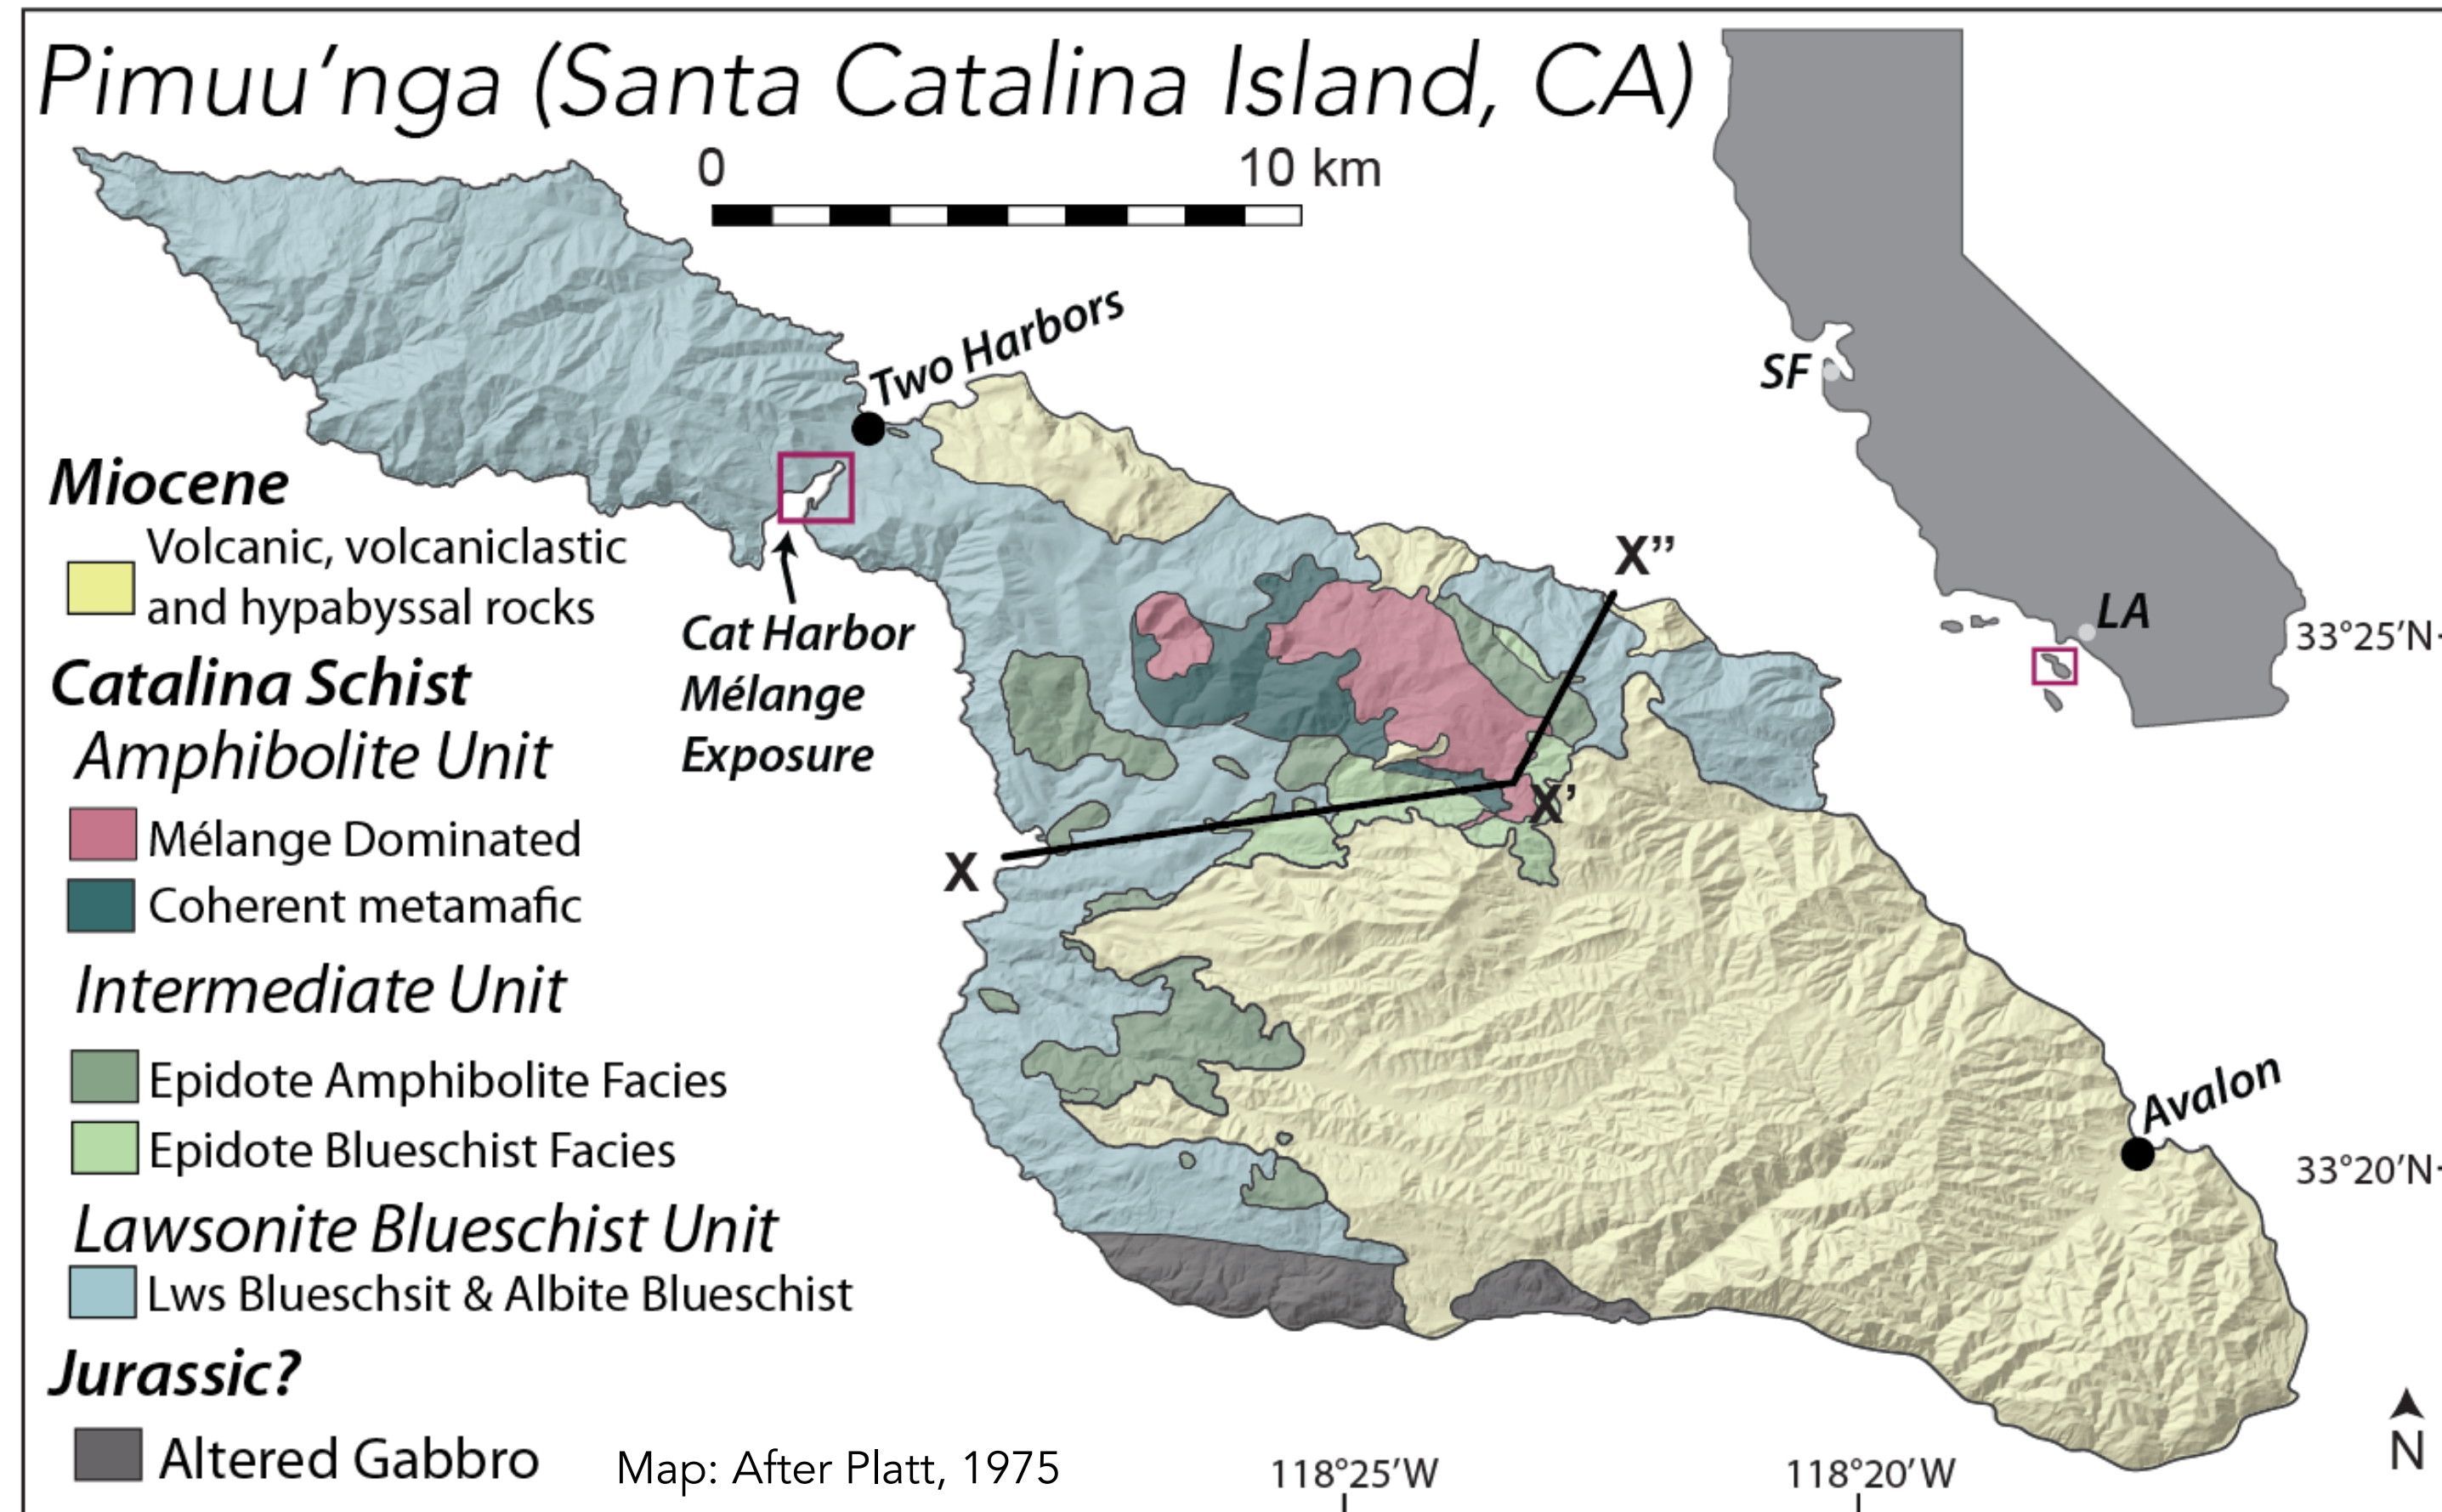 Pimuu'nga (Santa Catalina Island, CA)
0 10 km
Two Harbors
SF
LA
33°25'N
Miocene
Volcanic, volcaniclastic
and hypabyssal rocks
Cat Harbor
Mélange
Exposure
X''
X'
X
Catalina Schist
Amphibolite Unit
Mélange Dominated
Coherent metamafic
Intermediate Unit
Epidote Amphibolite Facies
Epidote Blueschist Facies
Avalon
33°20'N
Lawsonite Blueschist Unit
Lws Blueschsit & Albite Blueschist
Jurassic?
Altered Gabbro
Map: After Platt, 1975
118°25'W
118°20'W
N